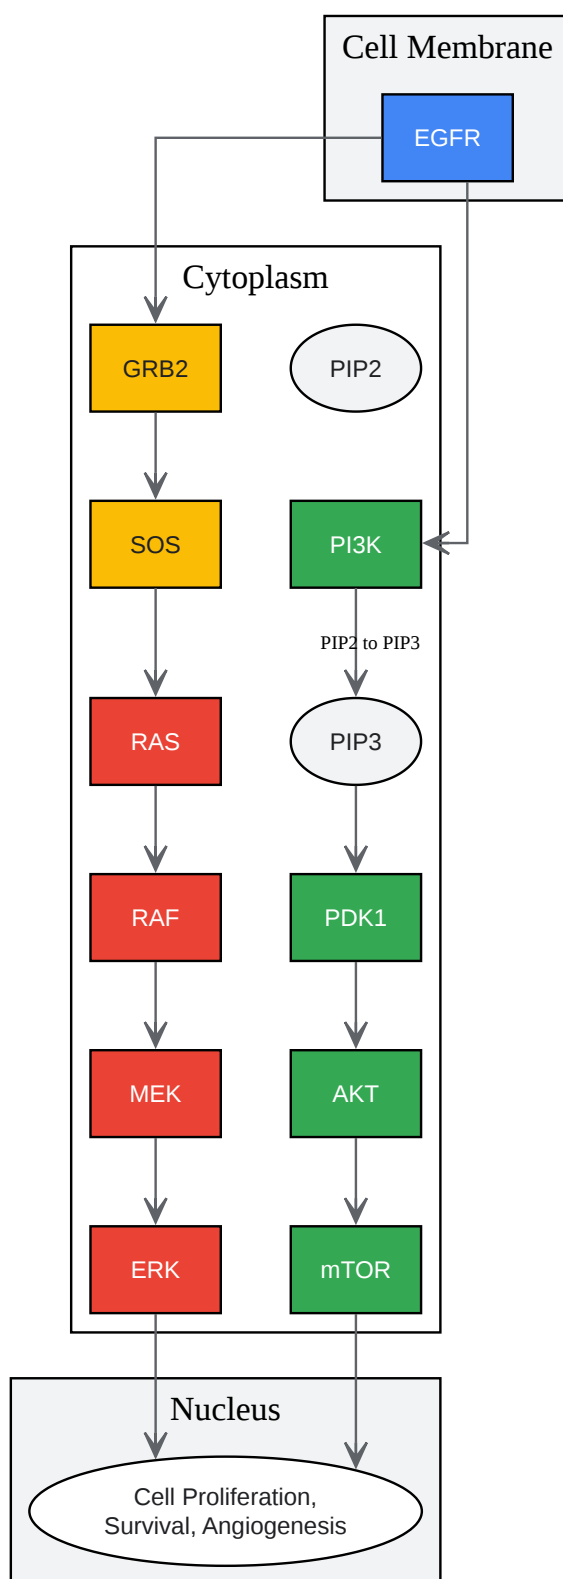 Cell Membrane
EGFR
Cytoplasm
GRB2
PIP2
SOS
PI3K
PIP2 to PIP3
RAS
PIP3
RAF
PDK1
MEK
AKT
ERK
mTOR
Nucleus
Cell Proliferation,
Survival, Angiogenesis